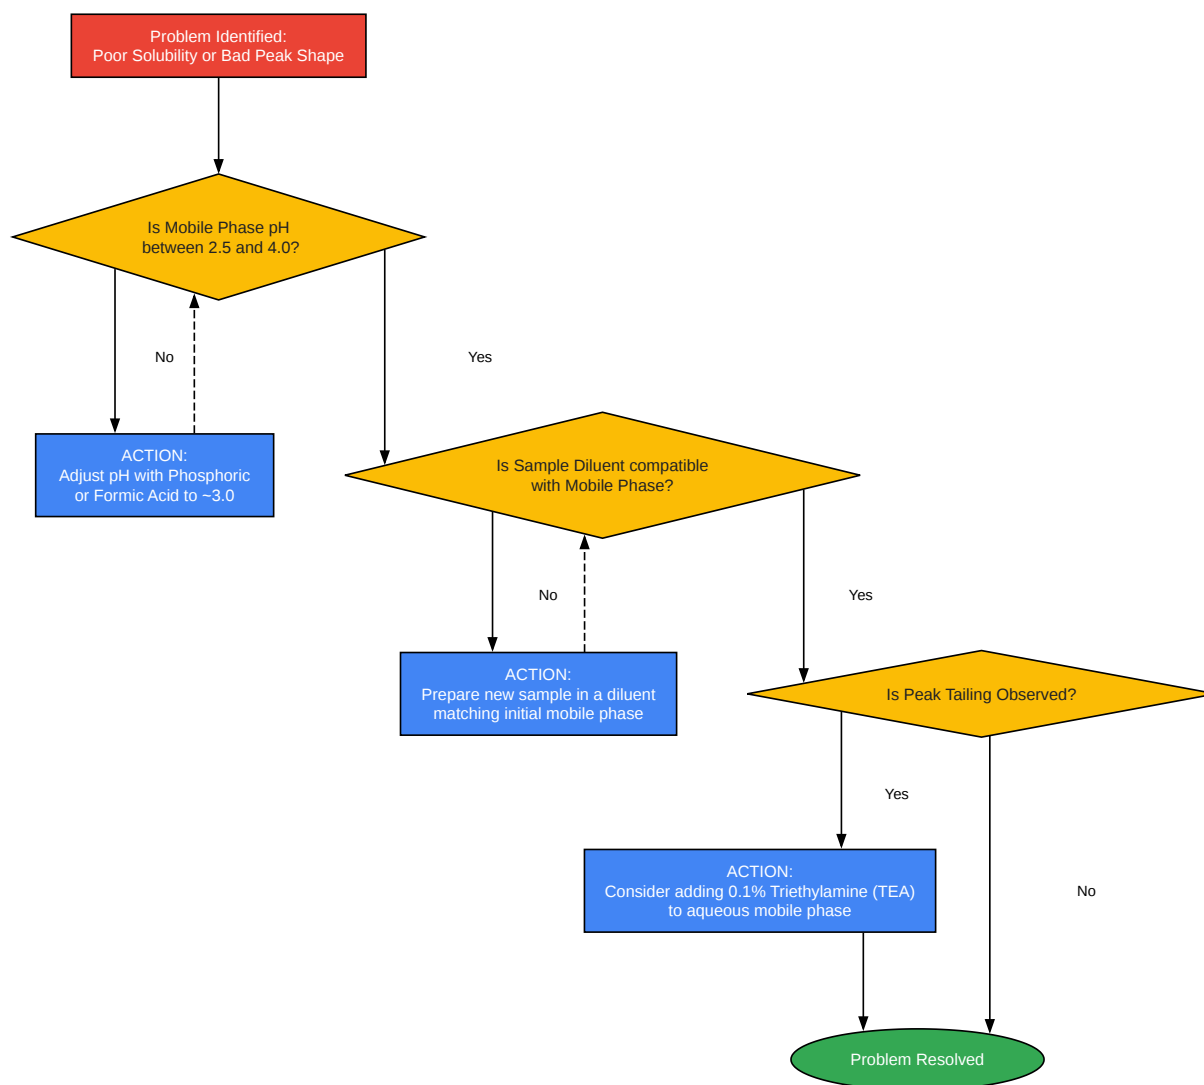 Problem Identified:
Poor Solubility or Bad Peak Shape
Is Mobile Phase pH
between 2.5 and 4.0?
No
Yes
ACTION:
Adjust pH with Phosphoric
or Formic Acid to ~3.0
Is Sample Diluent compatible
with Mobile Phase?
No
Yes
ACTION:
Prepare new sample in a diluent
matching initial mobile phase
Is Peak Tailing Observed?
Yes
No
ACTION:
Consider adding 0.1% Triethylamine (TEA)
to aqueous mobile phase
Problem Resolved